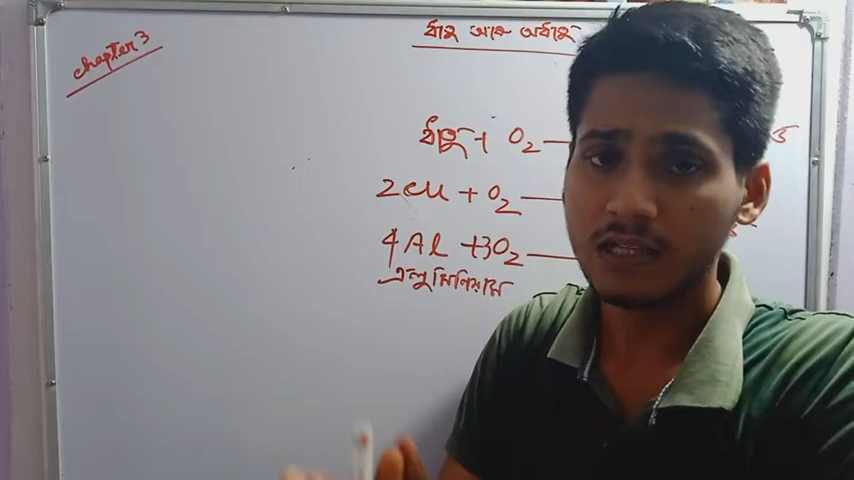 chapter 3
ধাতু আৰু অধাতু
ধাতু + O₂ —
2Cu + O₂ —
4Al + 3O₂ —
এলুমিনিয়াম